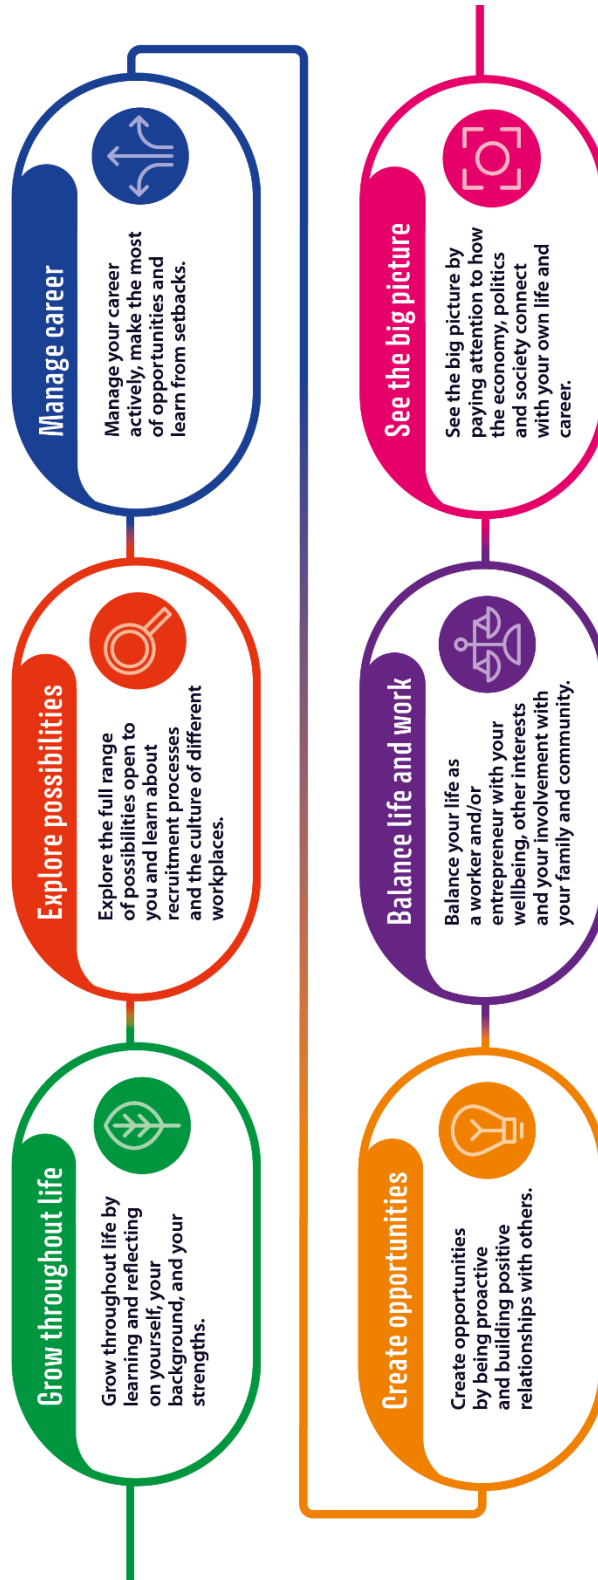 Grow throughout life
Grow throughout life by
learning and reflecting
on yourself, your
background, and your
strengths.
Explore possibilities
Explore the full range
of possibilities open to
you and learn about
recruitment processes
and the culture of different
workplaces.
Manage career
Manage your career
actively, make the most
of opportunities and
learn from setbacks.
Create opportunities
Create opportunities
by being proactive
and building positive
relationships with others.
Balance life and work
Balance your life as
a worker and/or
entrepreneur with your
wellbeing, other interests
and your involvement with
your family and community.
See the big picture
See the big picture by
paying attention to how
the economy, politics
and society connect
with your own life and
career.